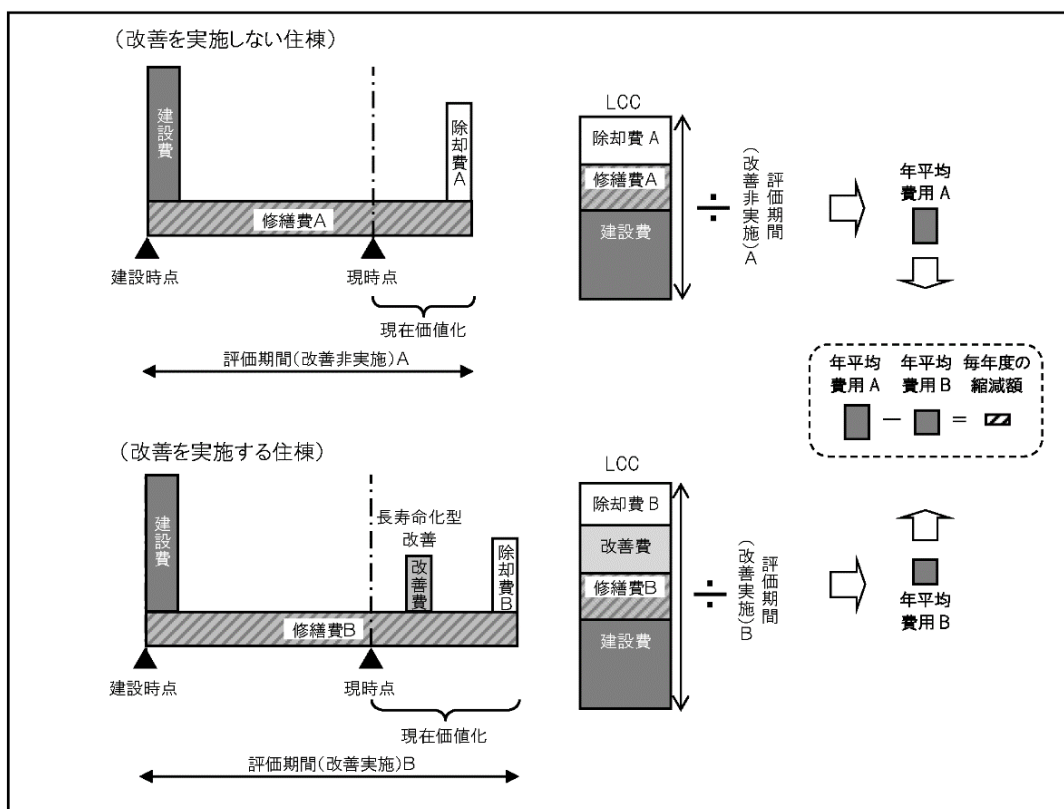 (改善を実施しない住棟)
建設費
除却費A
修繕費A
建設時点
現時点
現在価値化
評価期間(改善非実施)A
LCC
除却費A
修繕費A
建設費
÷
評価期間
(改善非実施)A
年平均
費用A
年平均
費用A
年平均
費用B
毎年度の
縮減額
－
＝
(改善を実施する住棟)
建設費
長寿命化型
改善
改善費
除却費B
修繕費B
建設時点
現時点
現在価値化
評価期間(改善実施)B
LCC
除却費B
改善費
修繕費B
建設費
÷
評価期間
(改善実施)B
年平均
費用B